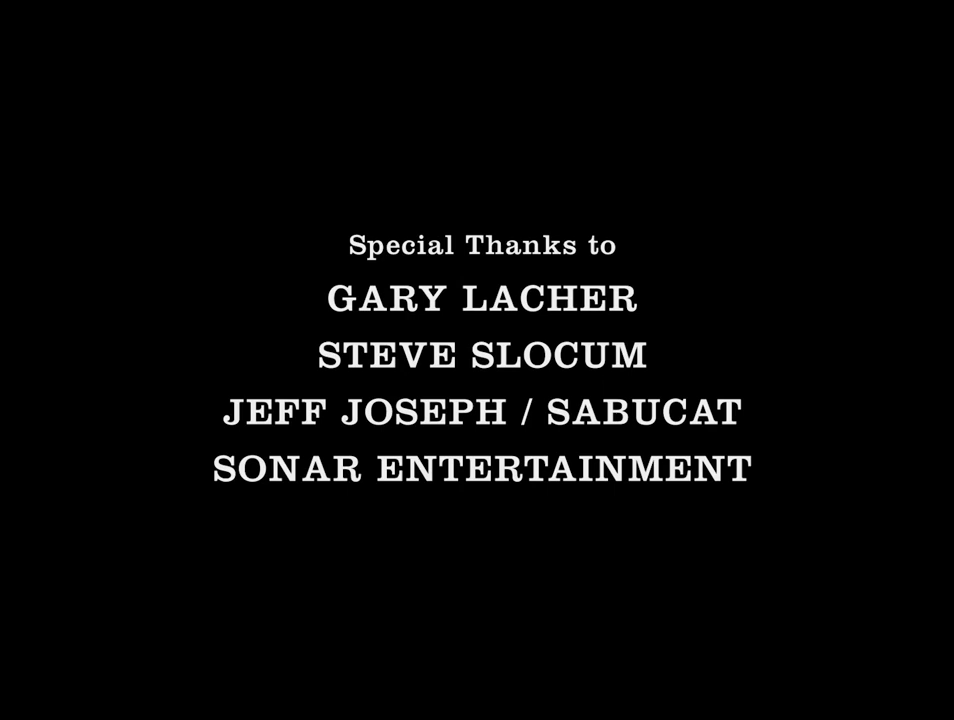 Special Thanks to
GARY LACHER
STEVE SLOCUM
JEFF JOSEPH / SABUCAT
SONAR ENTERTAINMENT